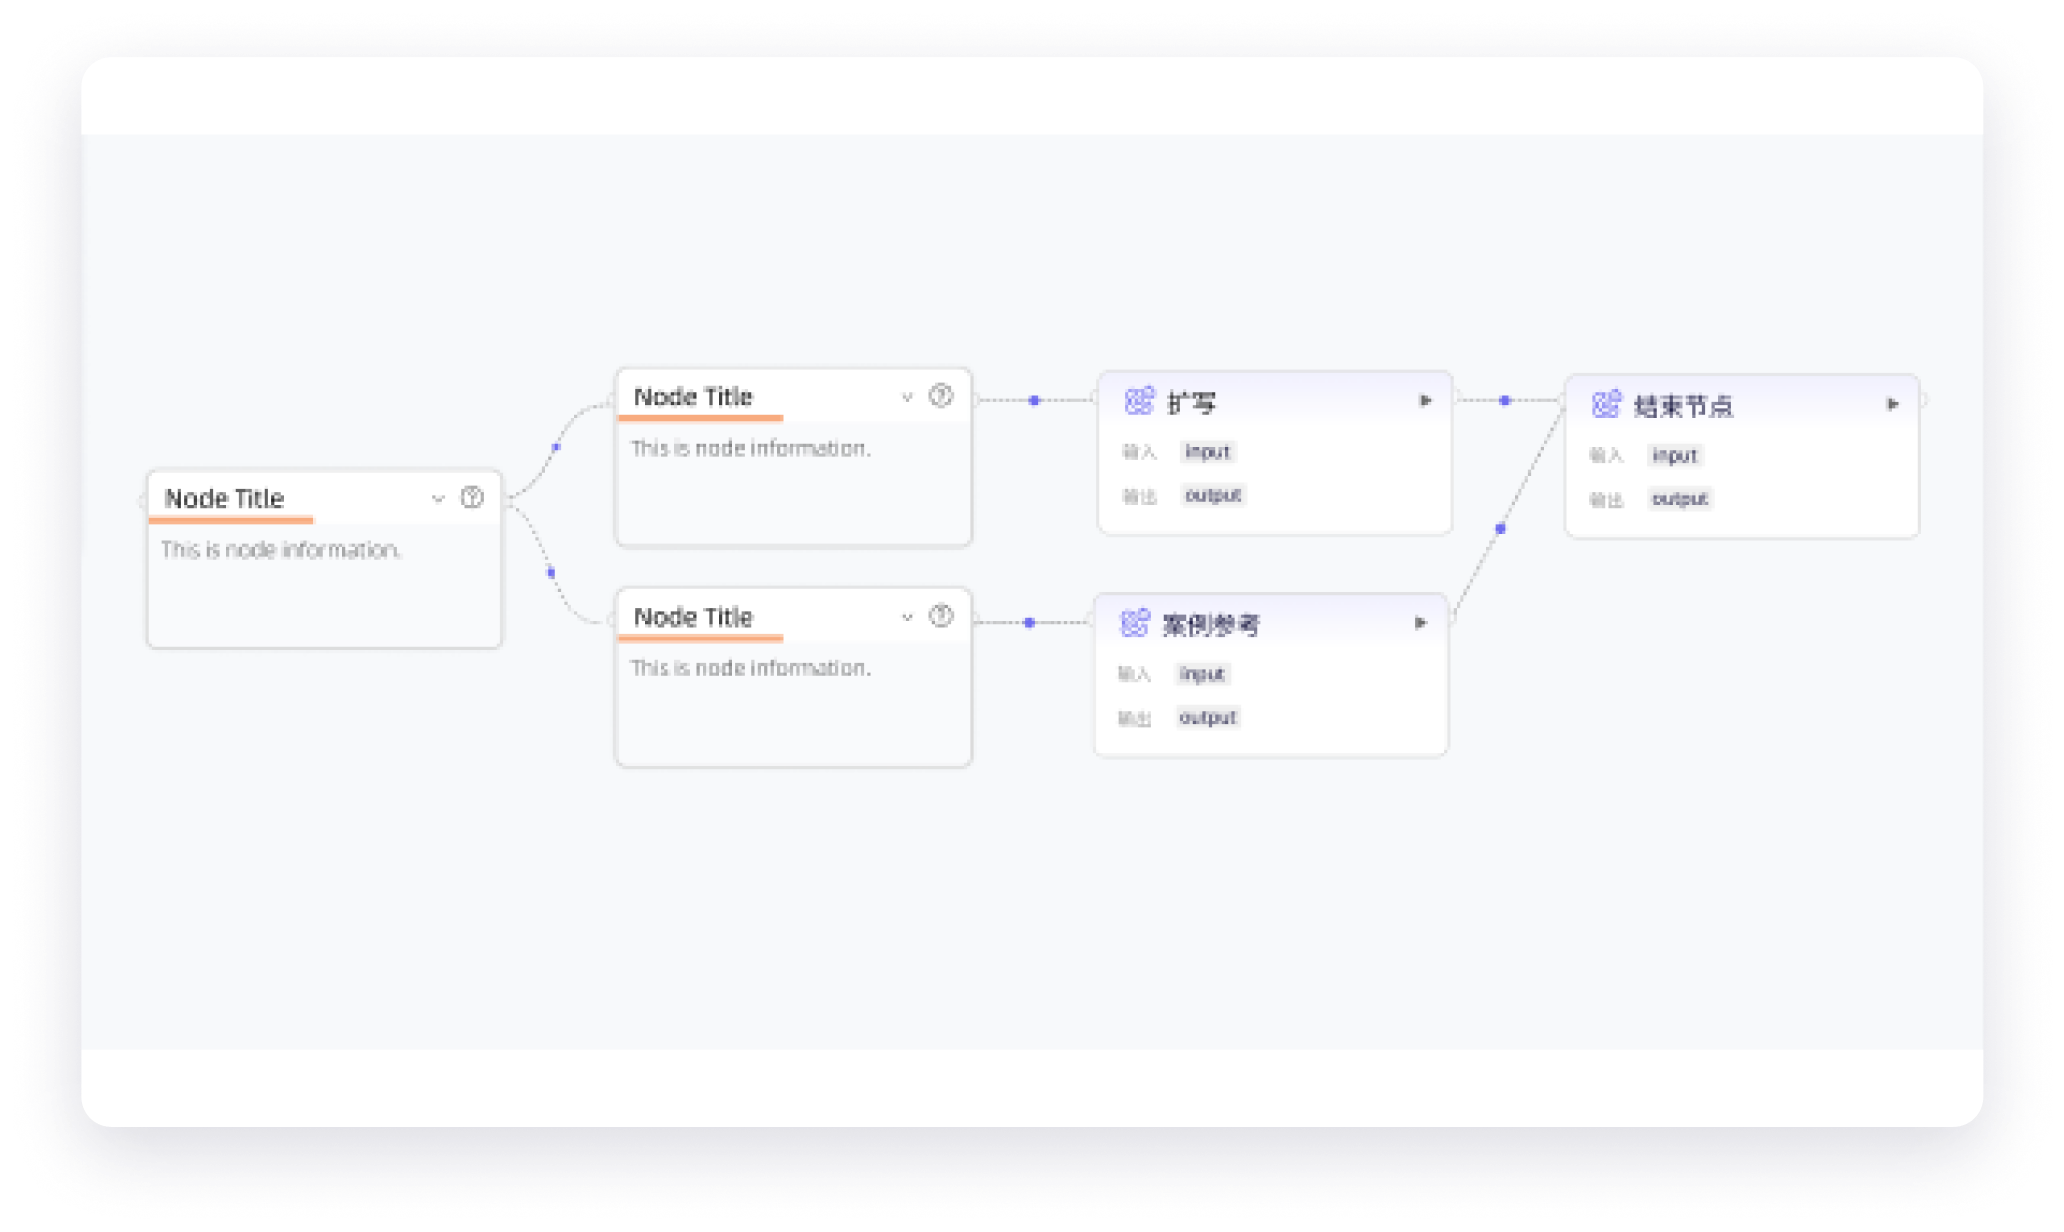 Node Title
This is node information.
Node Title
This is node information.
Node Title
This is node information.
扩写
输入 input
输出 output
案例参考
输入 input
输出 output
结束节点
输入 input
输出 output